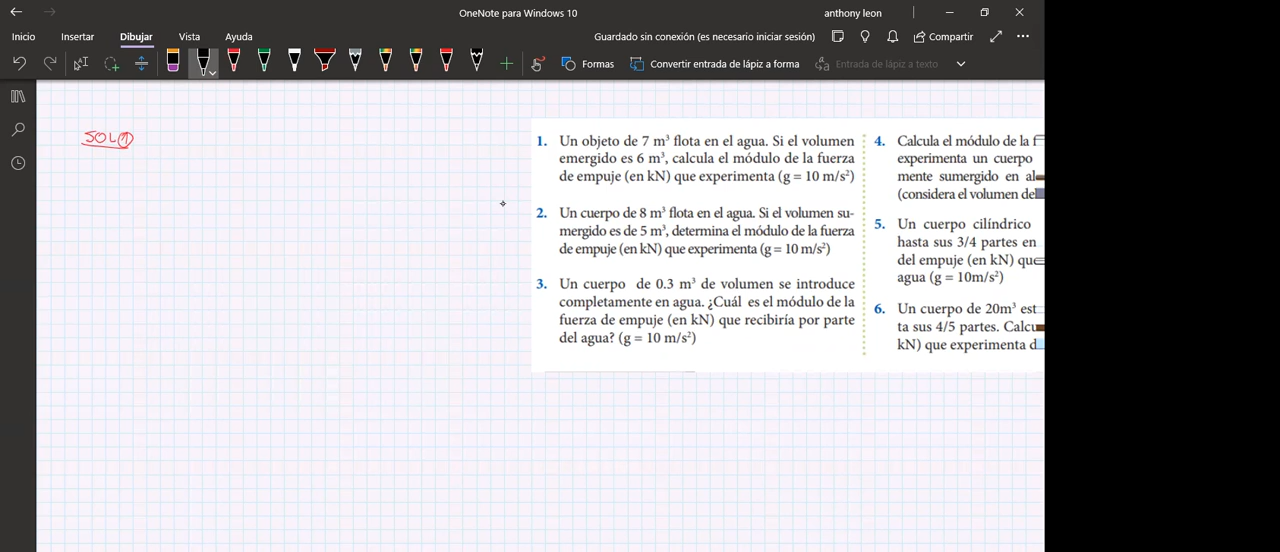 OneNote para Windows 10
anthony leon
Inicio
Insertar
Dibujar
Vista
Ayuda
Guardado sin conexión (es necesario iniciar sesión)
Compartir
Formas
Convertir entrada de lápiz a forma
Entrada de lápiz a texto
SOL 1
1. Un objeto de 7 m³ flota en el agua. Si el volumen
emergido es 6 m³, calcula el módulo de la fuerza
de empuje (en kN) que experimenta (g = 10 m/s²)
2. Un cuerpo de 8 m³ flota en el agua. Si el volumen su-
mergido es de 5 m³, determina el módulo de la fuerza
de empuje (en kN) que experimenta (g = 10 m/s²)
3. Un cuerpo de 0.3 m³ de volumen se introduce
completamente en agua. ¿Cuál es el módulo de la
fuerza de empuje (en kN) que recibiría por parte
del agua? (g = 10 m/s²)
4. Calcula el módulo de la f
experimenta un cuerpo
mente sumergido en al
(considera el volumen del
5. Un cuerpo cilíndrico
hasta sus 3/4 partes en
del empuje (en kN) que
agua (g = 10m/s²)
6. Un cuerpo de 20m³ est
ta sus 4/5 partes. Calcu
kN) que experimenta d